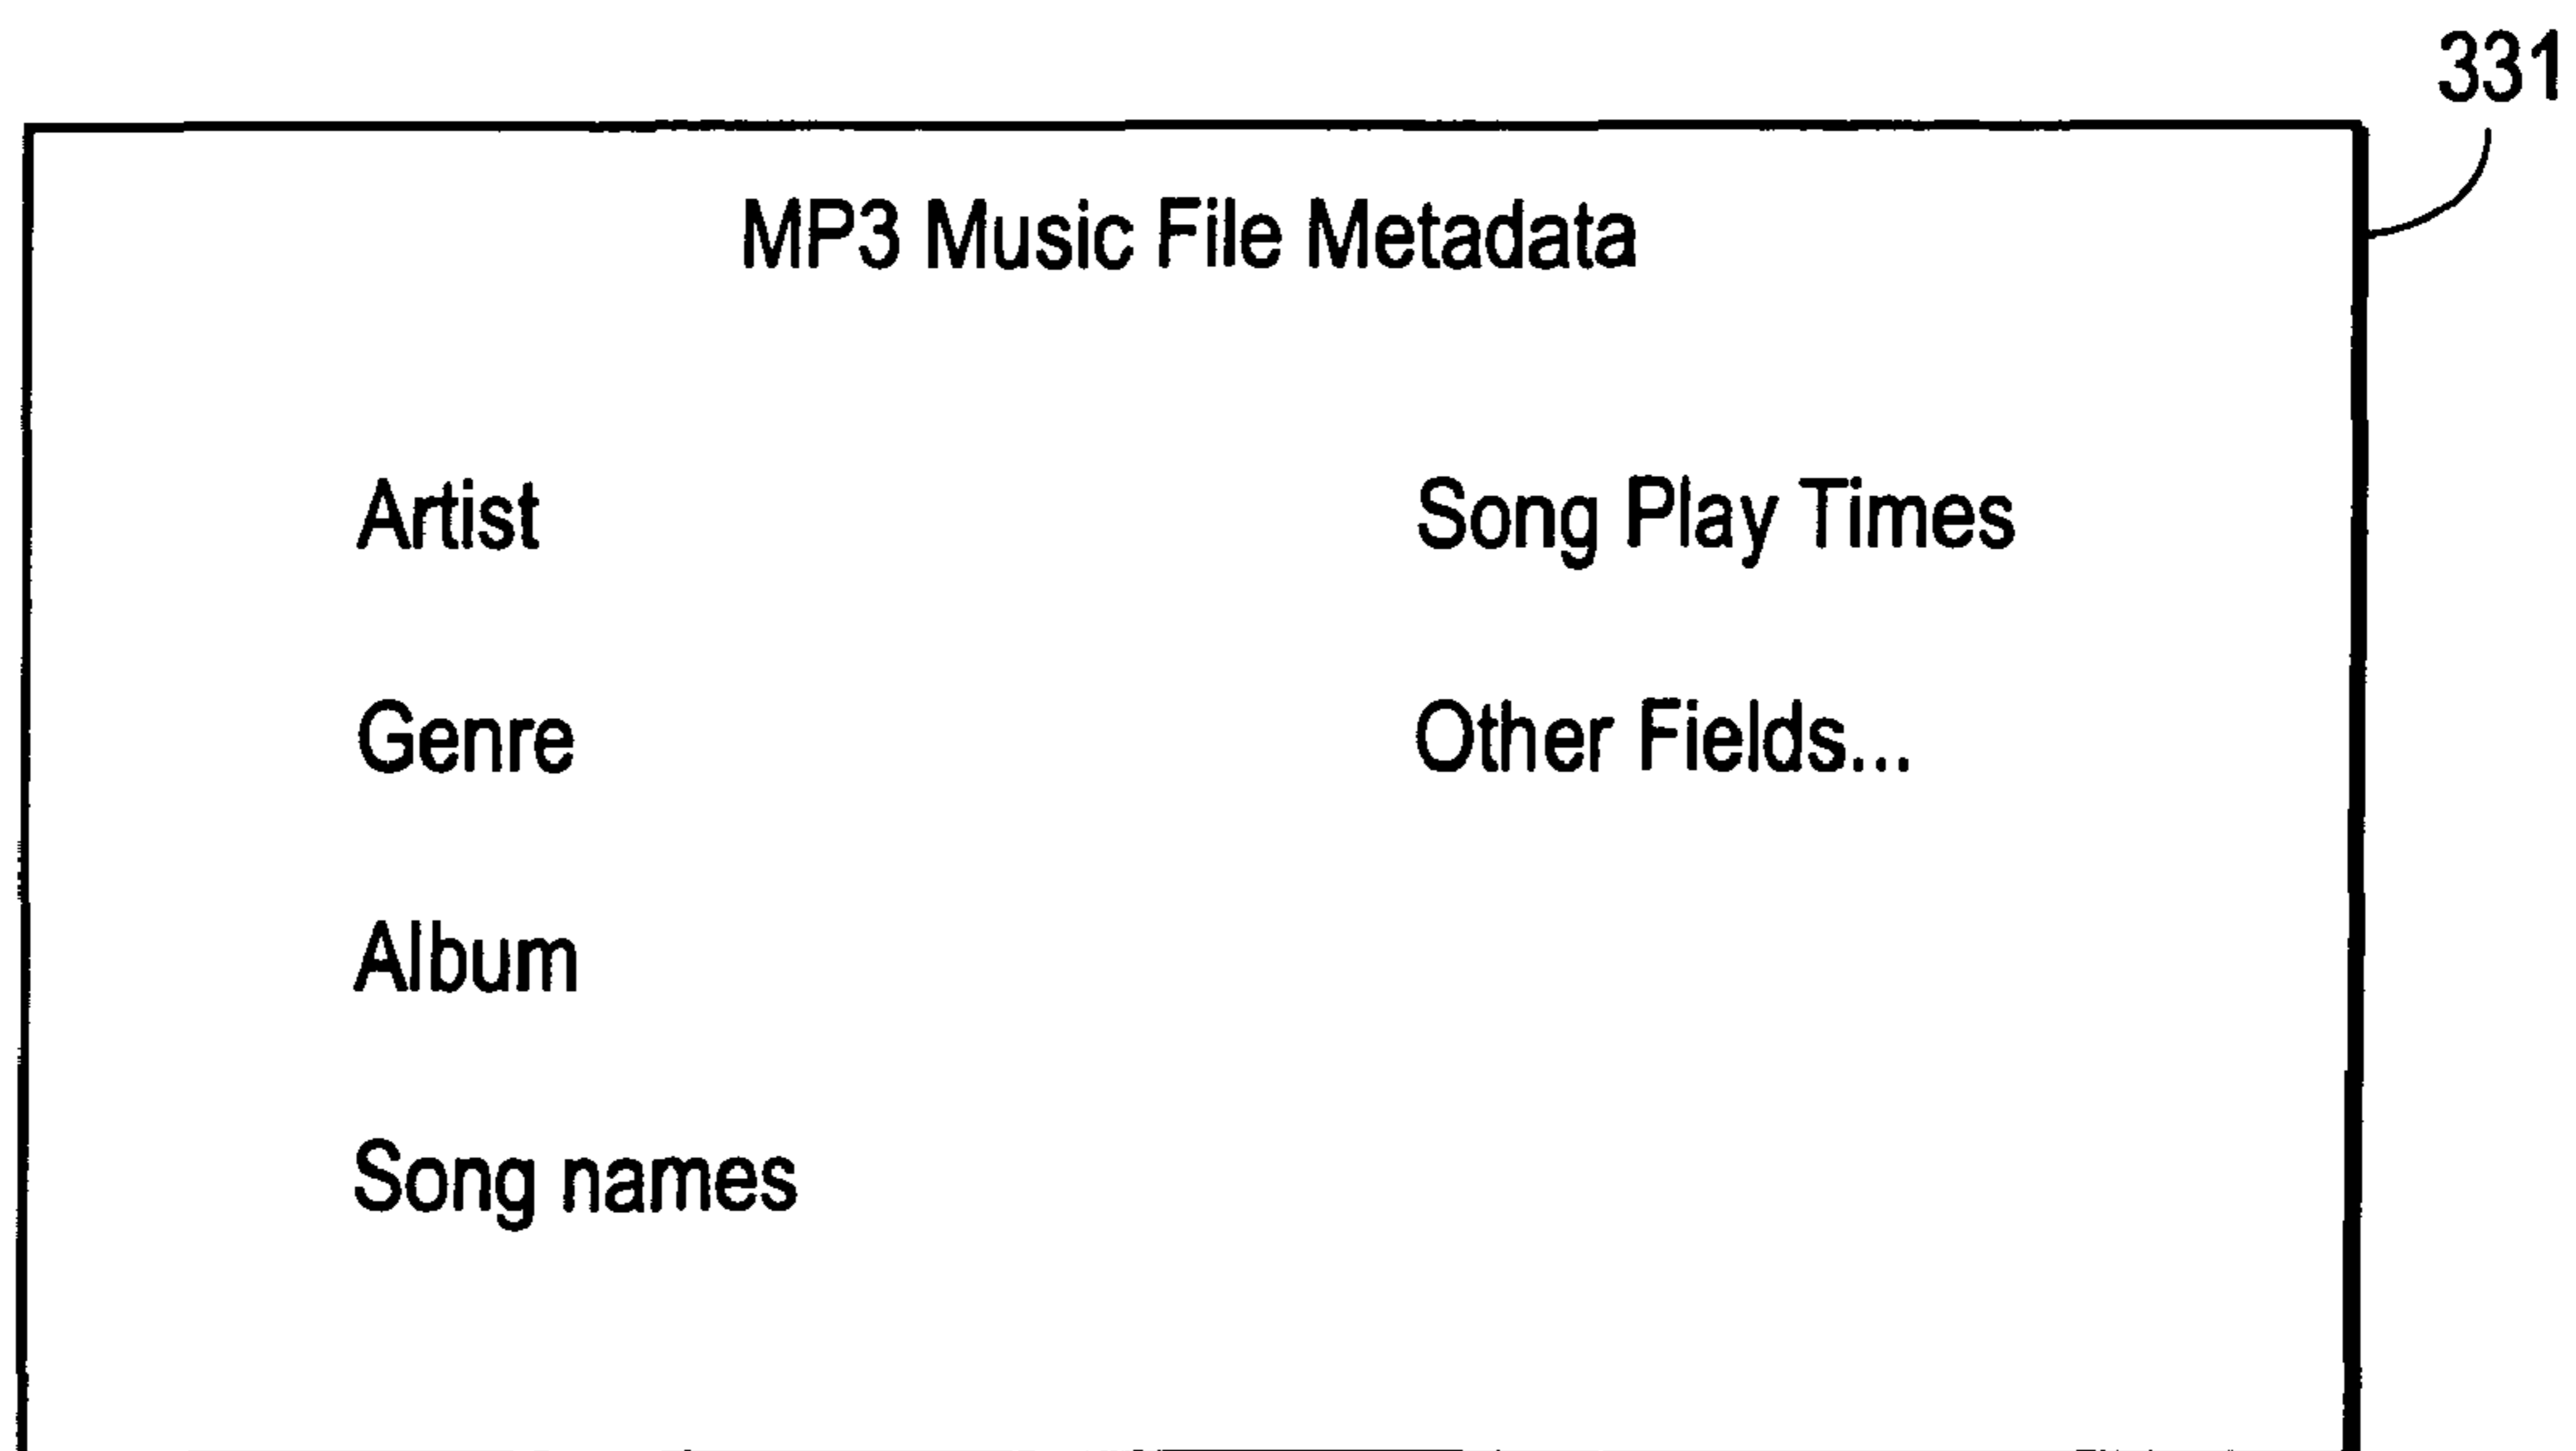 331
MP3 Music File Metadata
Artist
Song Play Times
Genre
Other Fields...
Album
Song names